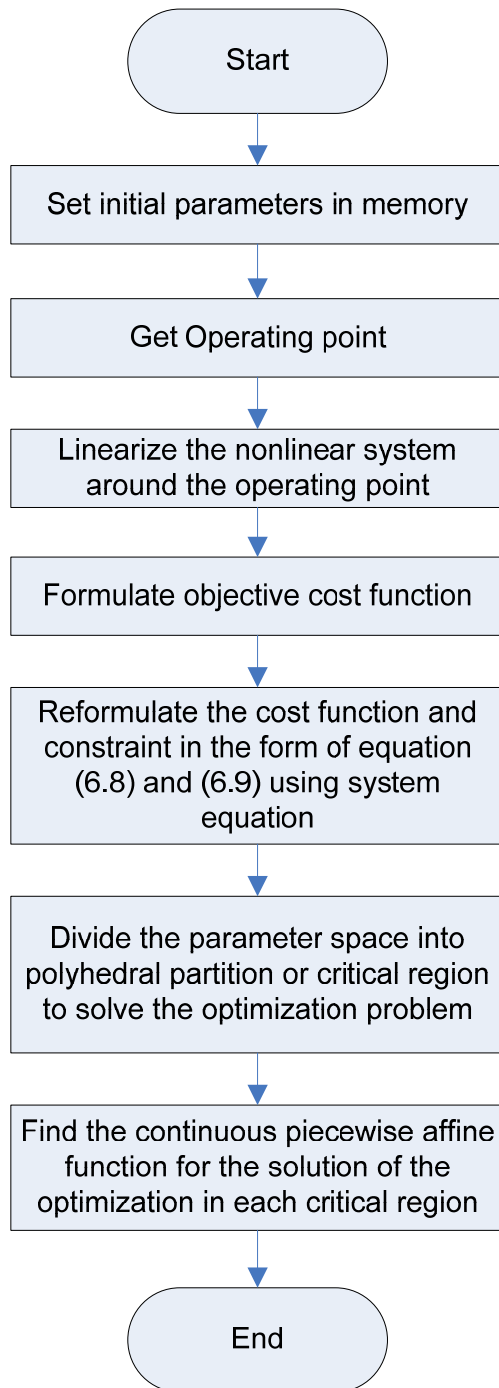 Start
Set initial parameters in memory
Get Operating point
Linearize the nonlinear system
around the operating point
Formulate objective cost function
Reformulate the cost function and
constraint in the form of equation
(6.8) and (6.9) using system
equation
Divide the parameter space into
polyhedral partition or critical region
to solve the optimization problem
Find the continuous piecewise affine
function for the solution of the
optimization in each critical region
End